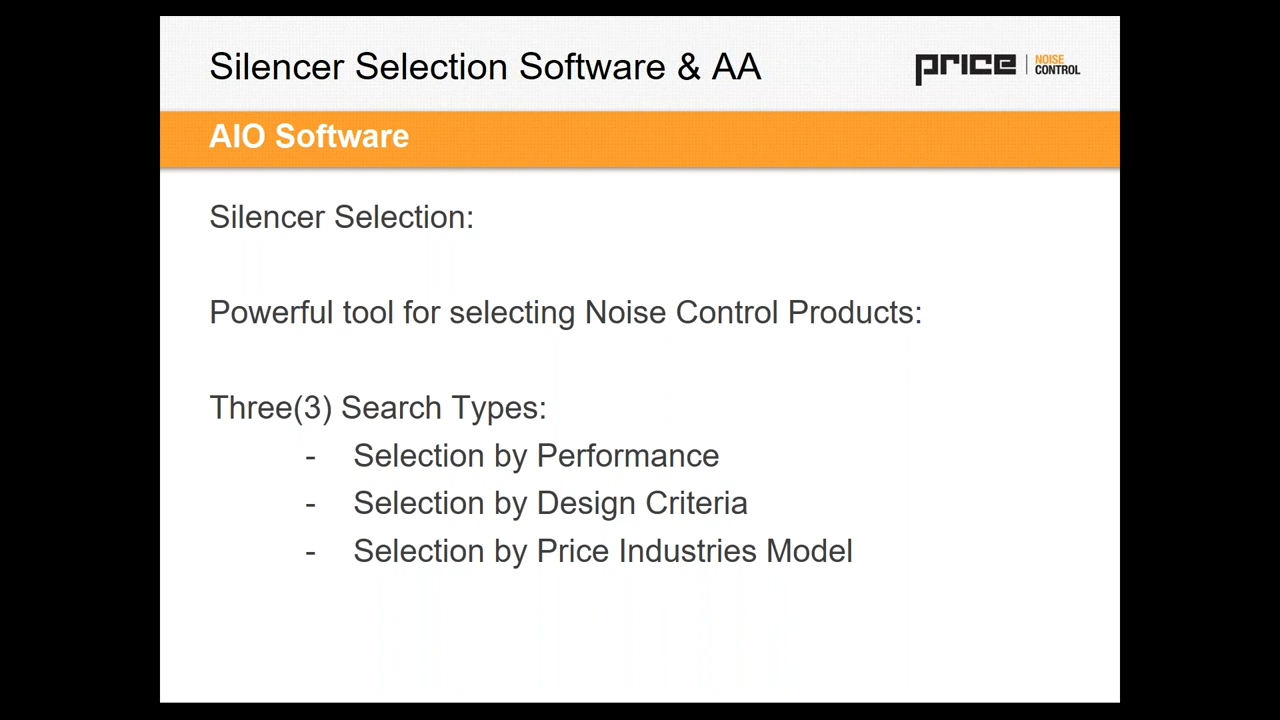 Silencer Selection Software & AA
price | NOISE CONTROL
AIO Software
Silencer Selection:
Powerful tool for selecting Noise Control Products:
Three(3) Search Types:
- Selection by Performance
- Selection by Design Criteria
- Selection by Price Industries Model